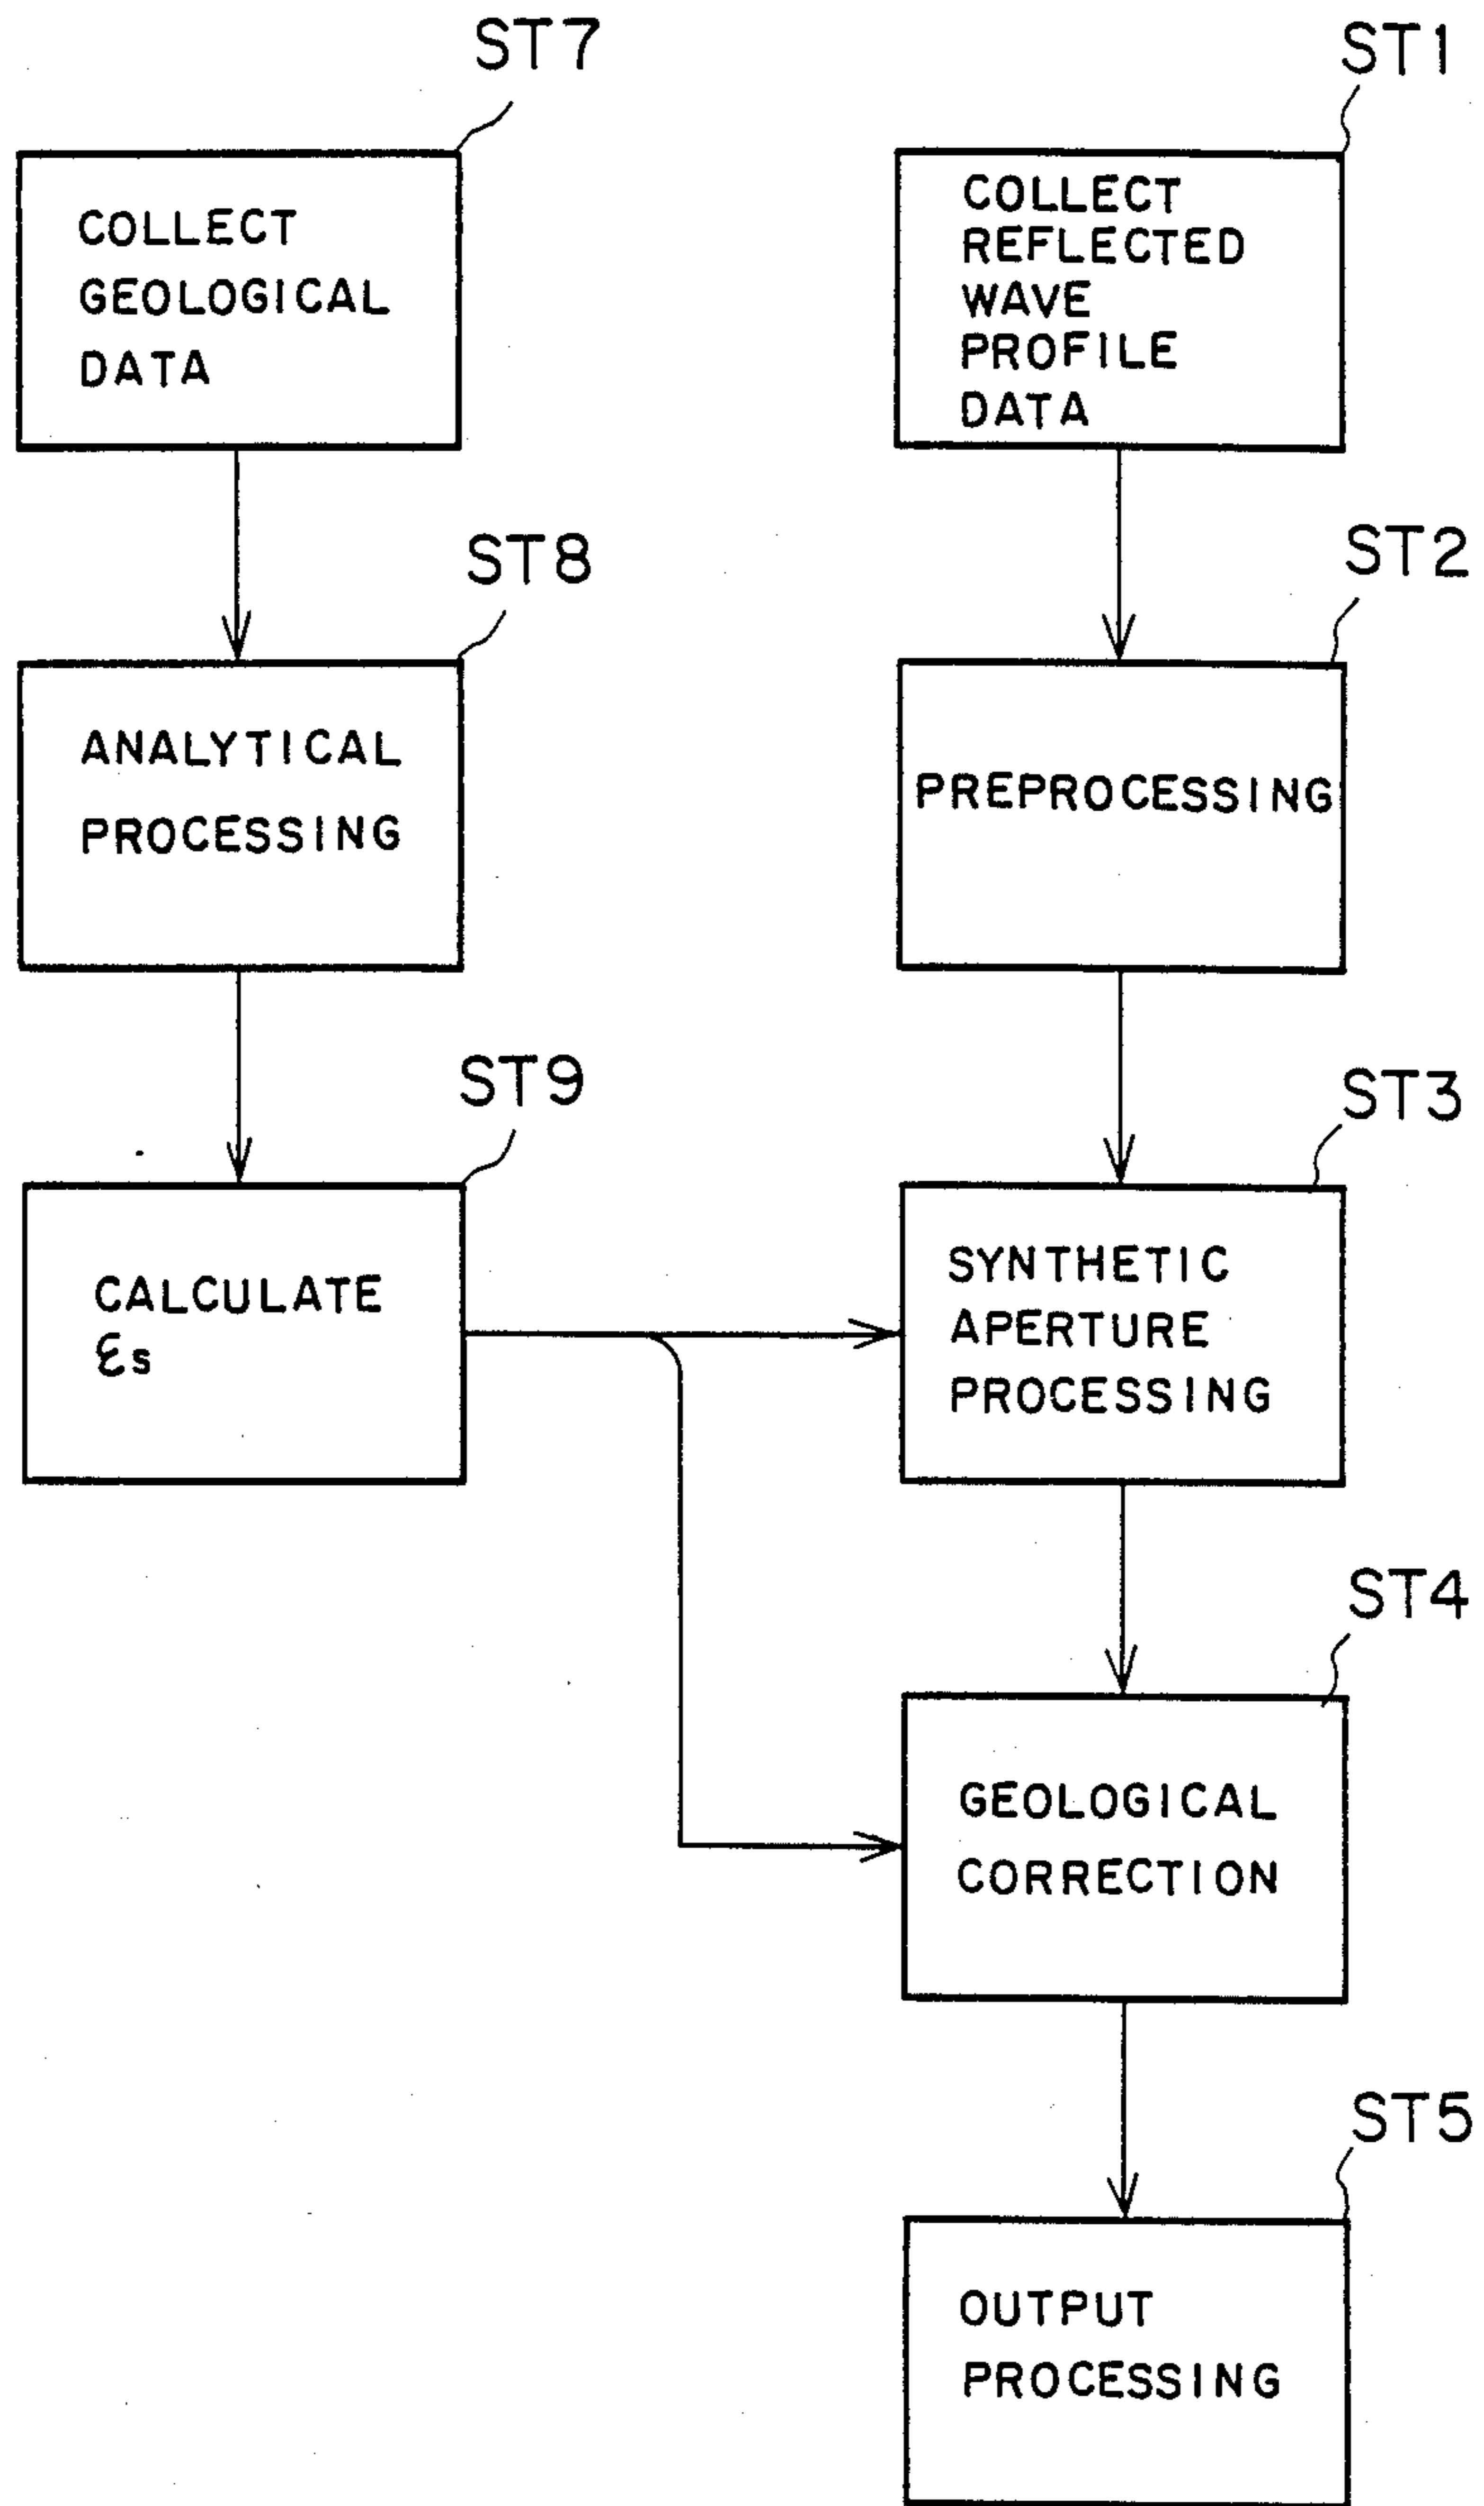 ST7
COLLECT
GEOLOGICAL
DATA
ST8
ANALYTICAL
PROCESSING
ST9
CALCULATE
εs
ST1
COLLECT
REFLECTED
WAVE
PROFILE
DATA
ST2
PREPROCESSING
ST3
SYNTHETIC
APERTURE
PROCESSING
ST4
GEOLOGICAL
CORRECTION
ST5
OUTPUT
PROCESSING